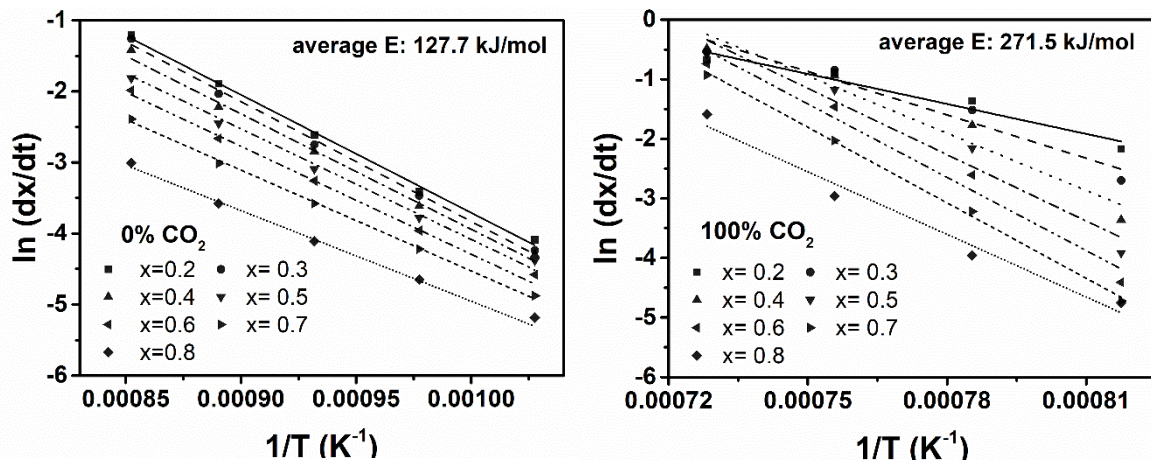 -1
-2
-3
-4
-5
-6
ln (dx/dt)
average E: 127.7 kJ/mol
0% CO2
x=0.2 x= 0.3
x=0.4 x=0.5
x=0.6 x= 0.7
x=0.8
0.00085 0.00090 0.00095 0.00100
1/T (K-1)
0
-1
-2
-3
-4
-5
-6
ln (dx/dt)
average E: 271.5 kJ/mol
100% CO2
x = 0.2 x= 0.3
x= 0.4 x= 0.5
x= 0.6 x= 0.7
x= 0.8
0.00072 0.00075 0.00078 0.00081
1/T (K-1)